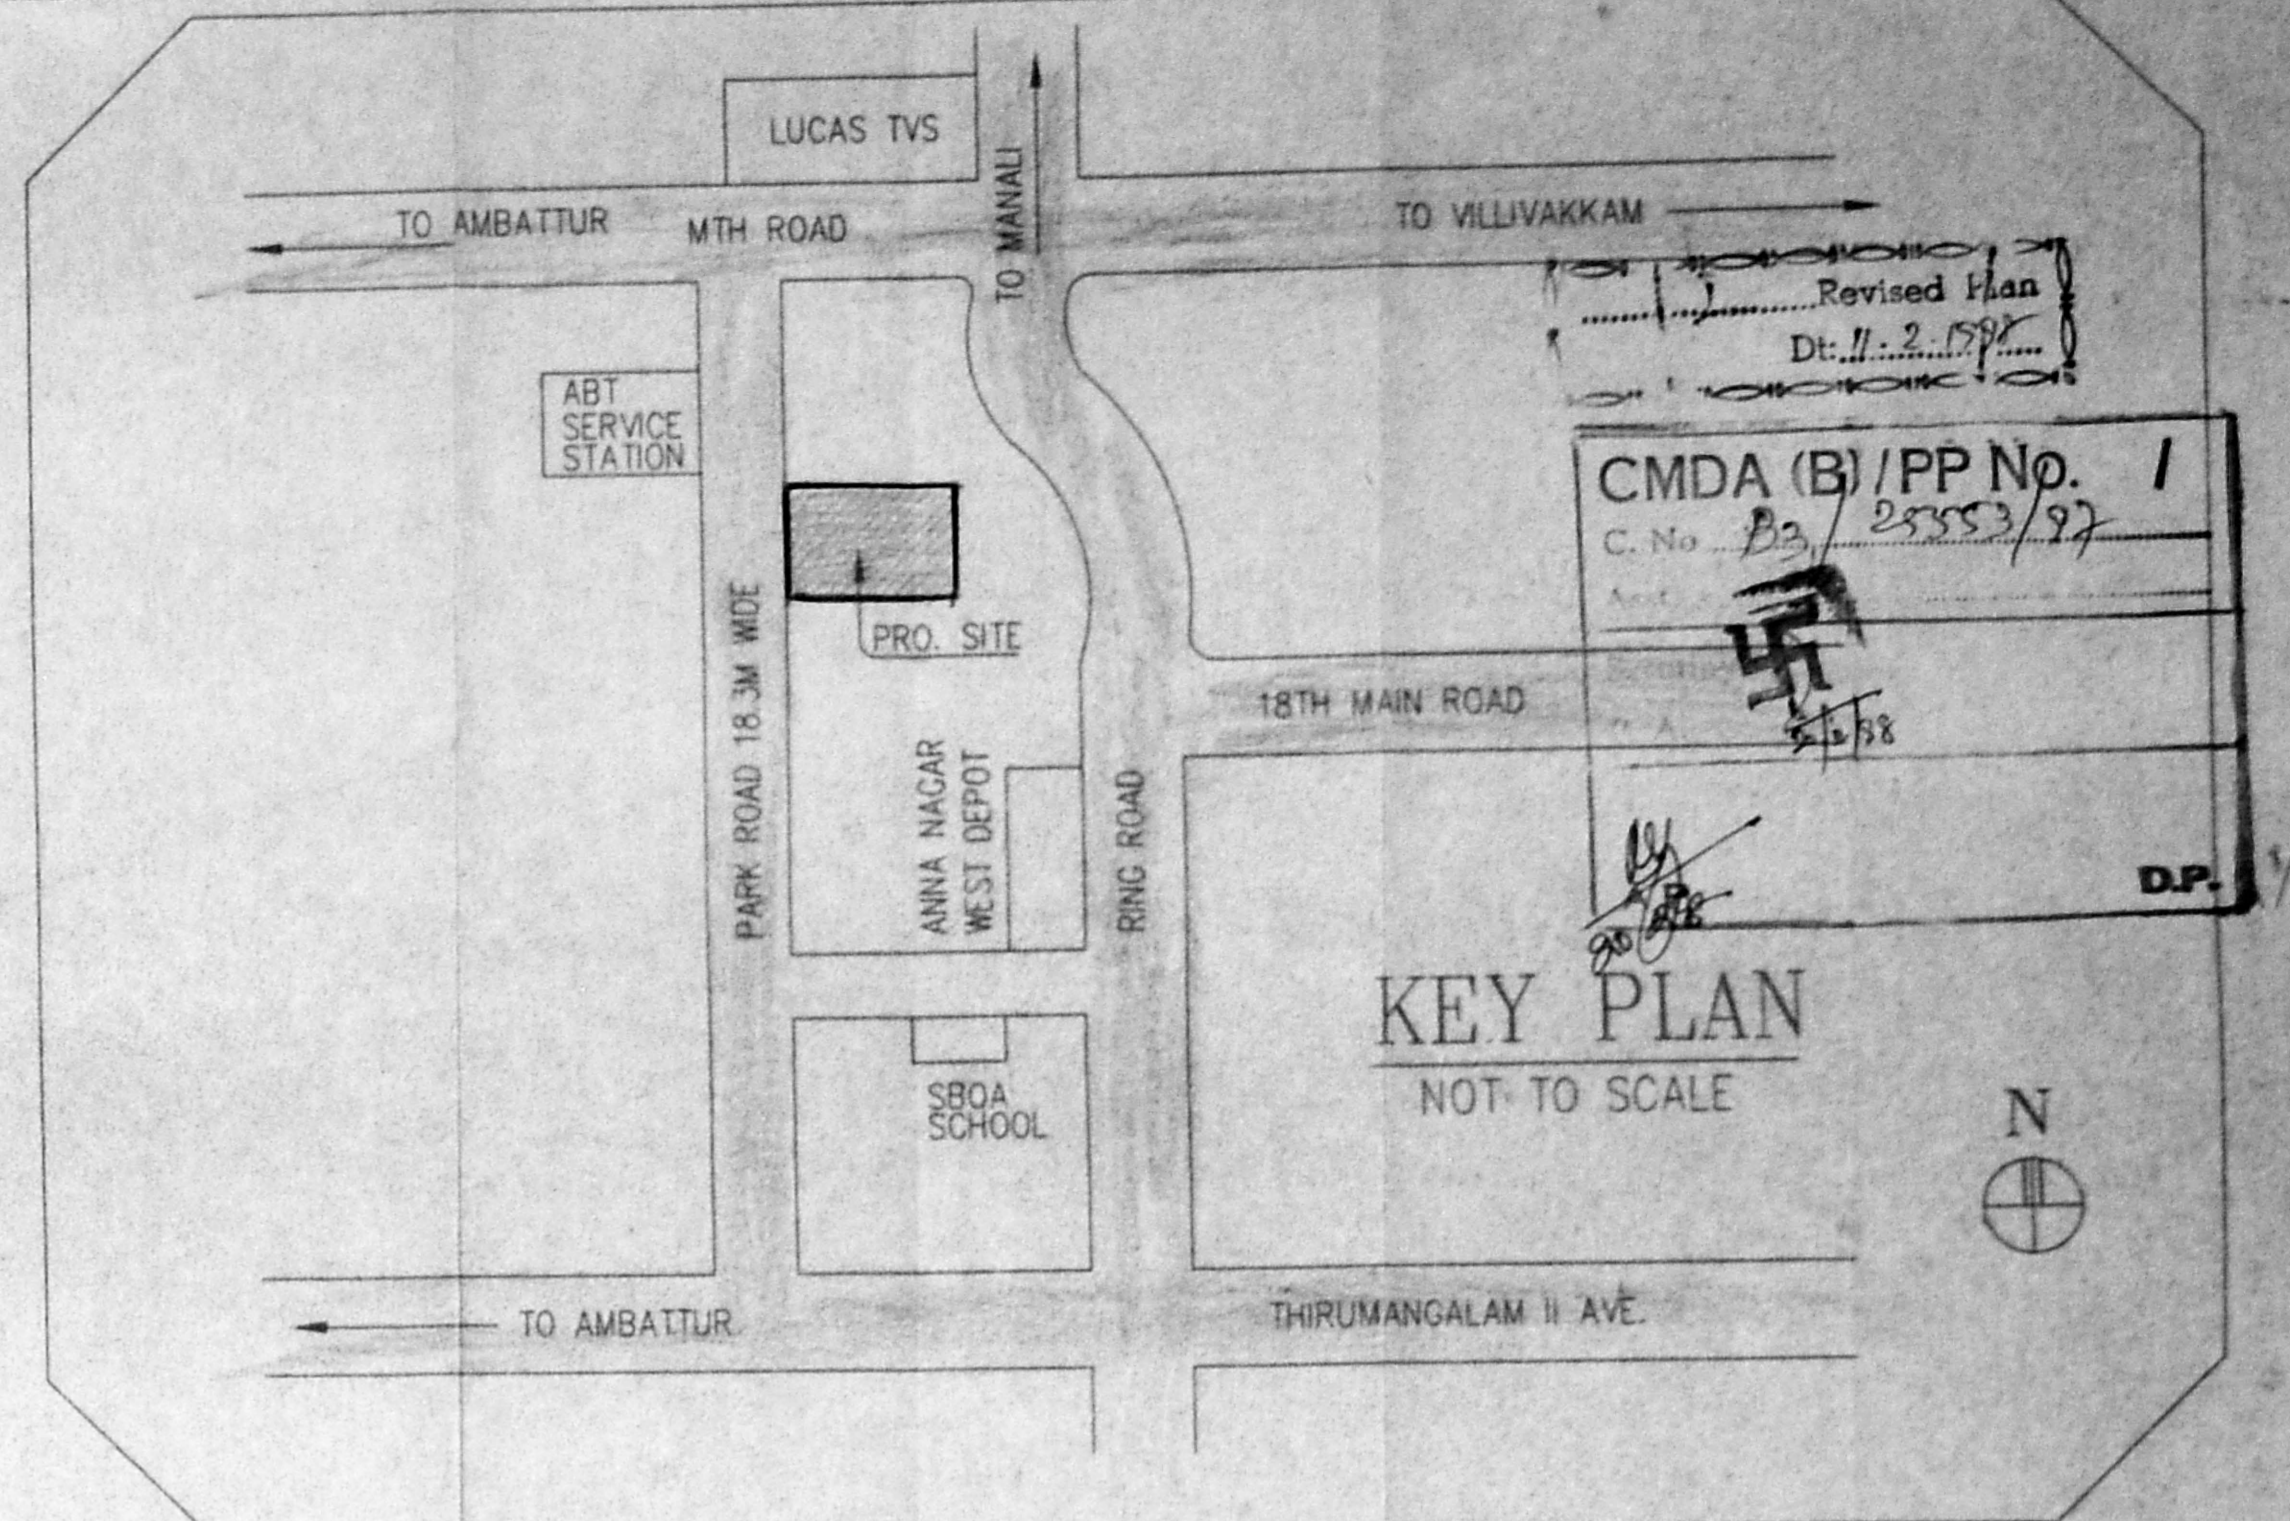 LUCAS TVS
TO MANALI
TO AMBATTUR
MTH ROAD
TO VILLIVAKKAM
Revised Plan
Dt: 11.2.1998
ABT
SERVICE
STATION
CMDA (B) / PP No. 1
C. No B3/25553/97
PRO. SITE
PARK ROAD 18.3M WIDE
18TH MAIN ROAD
ANNA NAGAR
WEST DEPOT
RING ROAD
D.P.
KEY PLAN
NOT TO SCALE
SBOA
SCHOOL
N
TO AMBATTUR
THIRUMANGALAM II AVE.